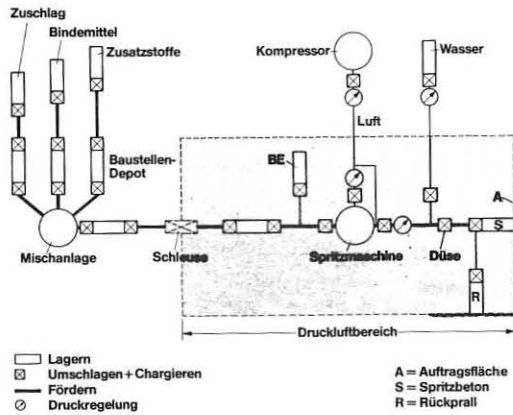 Zuschlag
Bindemittel
Zusatzstoffe
Kompressor
Wasser
Luft
Baustellen-
Depot
BE
A
Mischanlage
Schleuse
Spritzmaschine
Düse
S
R
Druckluftbereich
Lagern
Umschlagen + Chargieren
Fördern
Druckregelung
A = Auftragsfläche
S = Spritzbeton
R = Rückprall